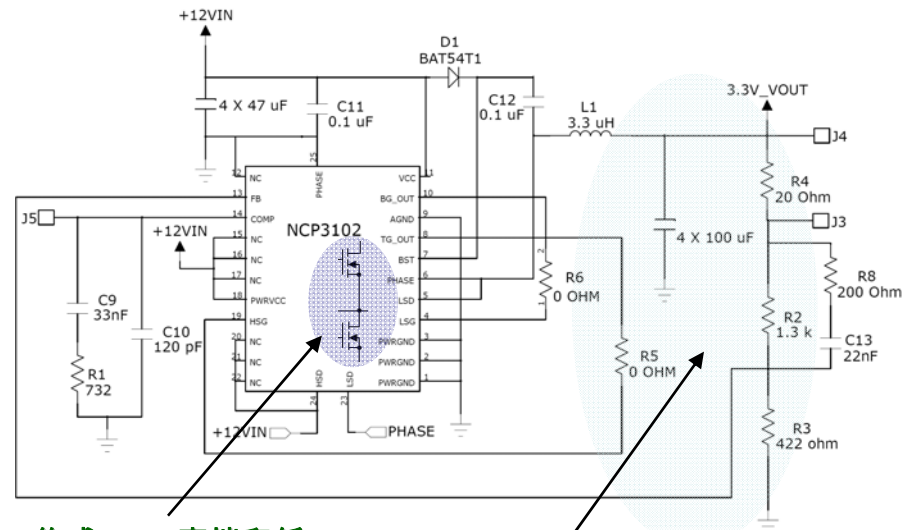 +12VIN
D1
BAT54T1
4 X 47 uF
C11
0.1 uF
C12
0.1 uF
L1
3.3 uH
3.3V_VOUT
J4
25
PHASE
12 NC
VCC 11
13 FB
BG_OUT 10
R4
20 Ohm
J5
14 COMP
AGND 9
J3
+12VIN
15 NC
NCP3102
TG_OUT 8
4 X 100 uF
16 NC
BST 7
17 NC
PHASE 6
2
R6
0 OHM
1
R8
200 Ohm
18 PWRVCC
LSD 5
C9
33nF
19 HSG
LSG 4
R2
1.3 k
C10
120 pF
20 NC
PWRGND 3
C13
22nF
21 NC
PWRGND 2
R5
0 OHM
R1
732
22 NC
HSD
LSD
PWRGND 1
24
23
+12VIN
PHASE
R3
422 ohm